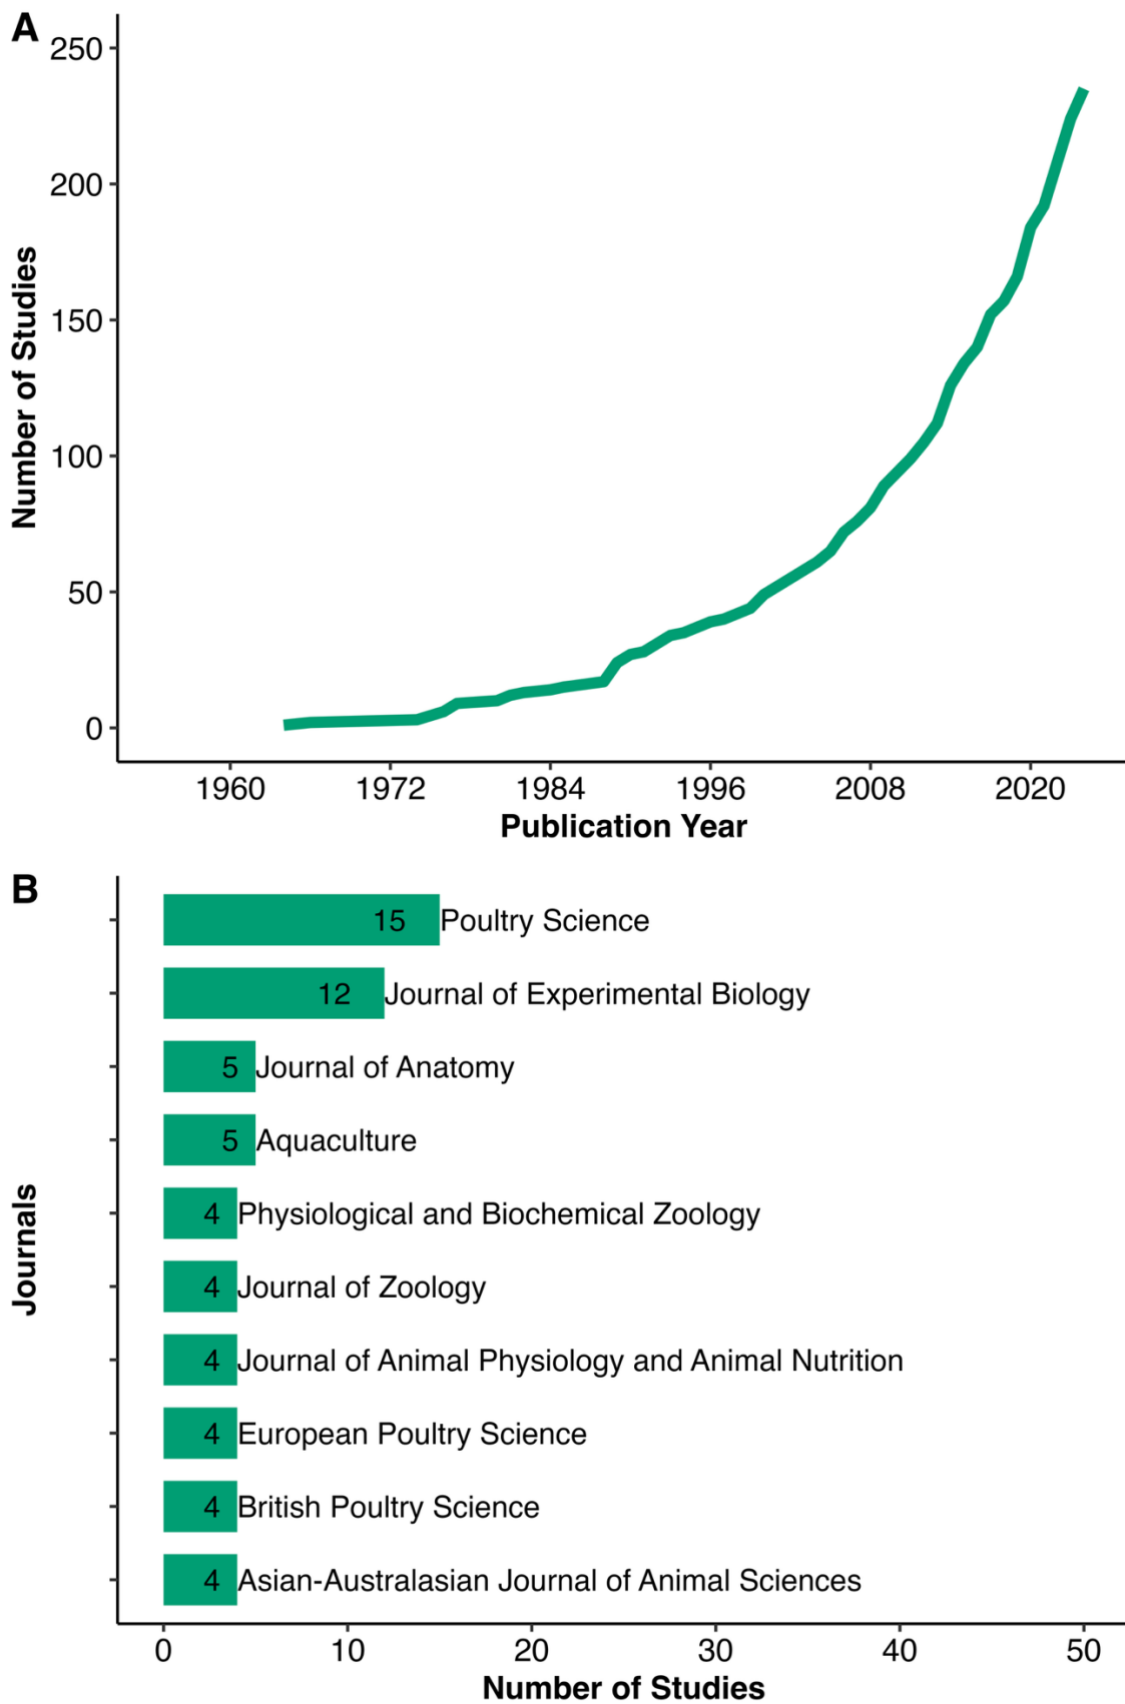 A
250
200
150
100
50
0
Number of Studies
1960 1972 1984 1996 2008 2020
Publication Year
B
15 Poultry Science
12 Journal of Experimental Biology
5 Journal of Anatomy
5 Aquaculture
4 Physiological and Biochemical Zoology
4 Journal of Zoology
4 Journal of Animal Physiology and Animal Nutrition
4 European Poultry Science
4 British Poultry Science
4 Asian-Australasian Journal of Animal Sciences
Journals
0 10 20 30 40 50
Number of Studies